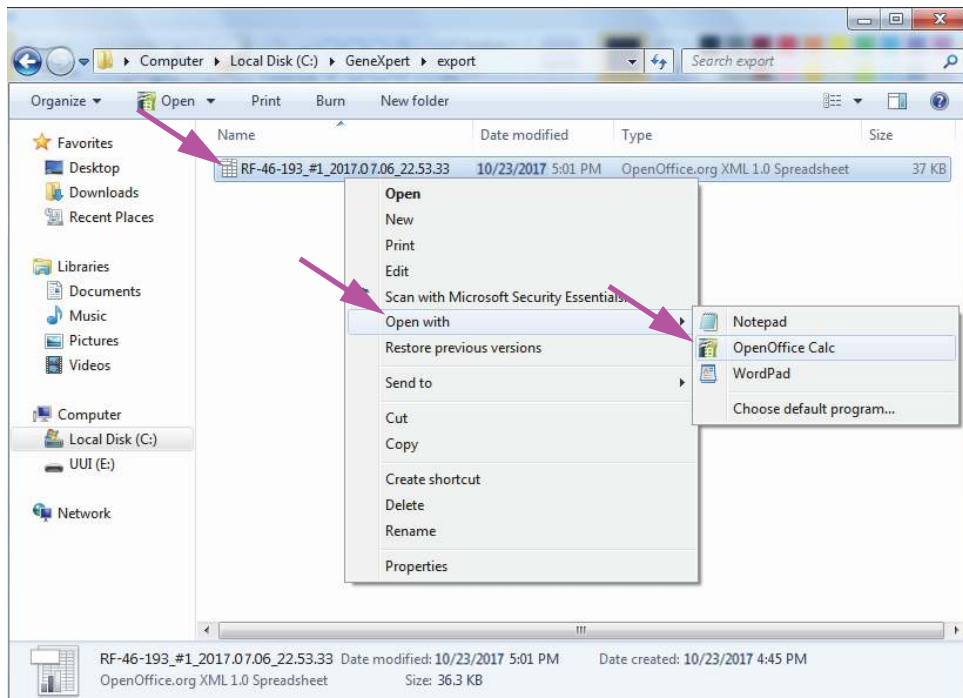 Computer Local Disk (C:) GeneXpert export Search export
Organize Open Print Burn New folder
Name Date modified Type Size
Favorites
Desktop
Downloads
Recent Places
Libraries
Documents
Music
Pictures
Videos
Computer
Local Disk (C:)
UUI (E:)
Network
RF-46-193_#1_2017.07.06_22.53.33 10/23/2017 5:01 PM OpenOffice.org XML 1.0 Spreadsheet 37 KB
Open
New
Print
Edit
Scan with Microsoft Security Essentials
Open with
Restore previous versions
Send to
Cut
Copy
Create shortcut
Delete
Rename
Properties
Notepad
OpenOffice Calc
WordPad
Choose default program...
RF-46-193_#1_2017.07.06_22.53.33 Date modified: 10/23/2017 5:01 PM Date created: 10/23/2017 4:45 PM
OpenOffice.org XML 1.0 Spreadsheet Size: 36.3 KB